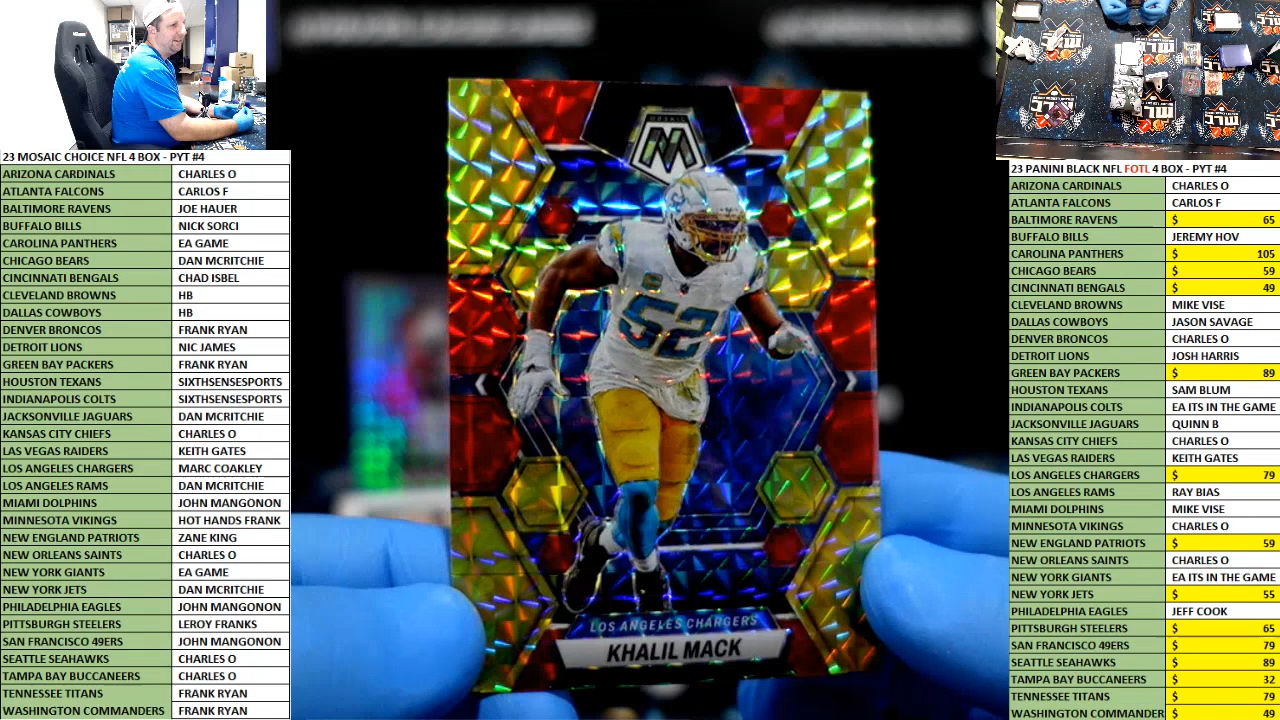 23 MOSAIC CHOICE NFL 4 BOX - PYT #4
ARIZONA CARDINALS CHARLES O
ATLANTA FALCONS CARLOS F
BALTIMORE RAVENS JOE HAUER
BUFFALO BILLS NICK SORCI
CAROLINA PANTHERS EA GAME
CHICAGO BEARS DAN MCRITCHIE
CINCINNATI BENGALS CHAD ISBEL
CLEVELAND BROWNS HB
DALLAS COWBOYS HB
DENVER BRONCOS FRANK RYAN
DETROIT LIONS NIC JAMES
GREEN BAY PACKERS FRANK RYAN
HOUSTON TEXANS SIXTHSENSESPORTS
INDIANAPOLIS COLTS SIXTHSENSESPORTS
JACKSONVILLE JAGUARS DAN MCRITCHIE
KANSAS CITY CHIEFS CHARLES O
LAS VEGAS RAIDERS KEITH GATES
LOS ANGELES CHARGERS MARC COAKLEY
LOS ANGELES RAMS DAN MCRITCHIE
MIAMI DOLPHINS JOHN MANGONON
MINNESOTA VIKINGS HOT HANDS FRANK
NEW ENGLAND PATRIOTS ZANE KING
NEW ORLEANS SAINTS CHARLES O
NEW YORK GIANTS EA GAME
NEW YORK JETS DAN MCRITCHIE
PHILADELPHIA EAGLES JOHN MANGONON
PITTSBURGH STEELERS LEROY FRANKS
SAN FRANCISCO 49ERS JOHN MANGONON
SEATTLE SEAHAWKS CHARLES O
TAMPA BAY BUCCANEERS CHARLES O
TENNESSEE TITANS FRANK RYAN
WASHINGTON COMMANDERS FRANK RYAN
MOSAIC
M
52
LOS ANGELES CHARGERS
KHALIL MACK
23 PANINI BLACK NFL FOTL 4 BOX - PYT #4
ARIZONA CARDINALS CHARLES O
ATLANTA FALCONS CARLOS F
BALTIMORE RAVENS $ 65
BUFFALO BILLS JEREMY HOV
CAROLINA PANTHERS $ 105
CHICAGO BEARS $ 59
CINCINNATI BENGALS $ 49
CLEVELAND BROWNS MIKE VISE
DALLAS COWBOYS JASON SAVAGE
DENVER BRONCOS CHARLES O
DETROIT LIONS JOSH HARRIS
GREEN BAY PACKERS $ 89
HOUSTON TEXANS SAM BLUM
INDIANAPOLIS COLTS EA ITS IN THE GAME
JACKSONVILLE JAGUARS QUINN B
KANSAS CITY CHIEFS CHARLES O
LAS VEGAS RAIDERS KEITH GATES
LOS ANGELES CHARGERS $ 79
LOS ANGELES RAMS RAY BIAS
MIAMI DOLPHINS MIKE VISE
MINNESOTA VIKINGS CHARLES O
NEW ENGLAND PATRIOTS $ 59
NEW ORLEANS SAINTS CHARLES O
NEW YORK GIANTS EA ITS IN THE GAME
NEW YORK JETS $ 55
PHILADELPHIA EAGLES JEFF COOK
PITTSBURGH STEELERS $ 65
SAN FRANCISCO 49ERS $ 79
SEATTLE SEAHAWKS $ 89
TAMPA BAY BUCCANEERS $ 32
TENNESSEE TITANS $ 79
WASHINGTON COMMANDER $ 49